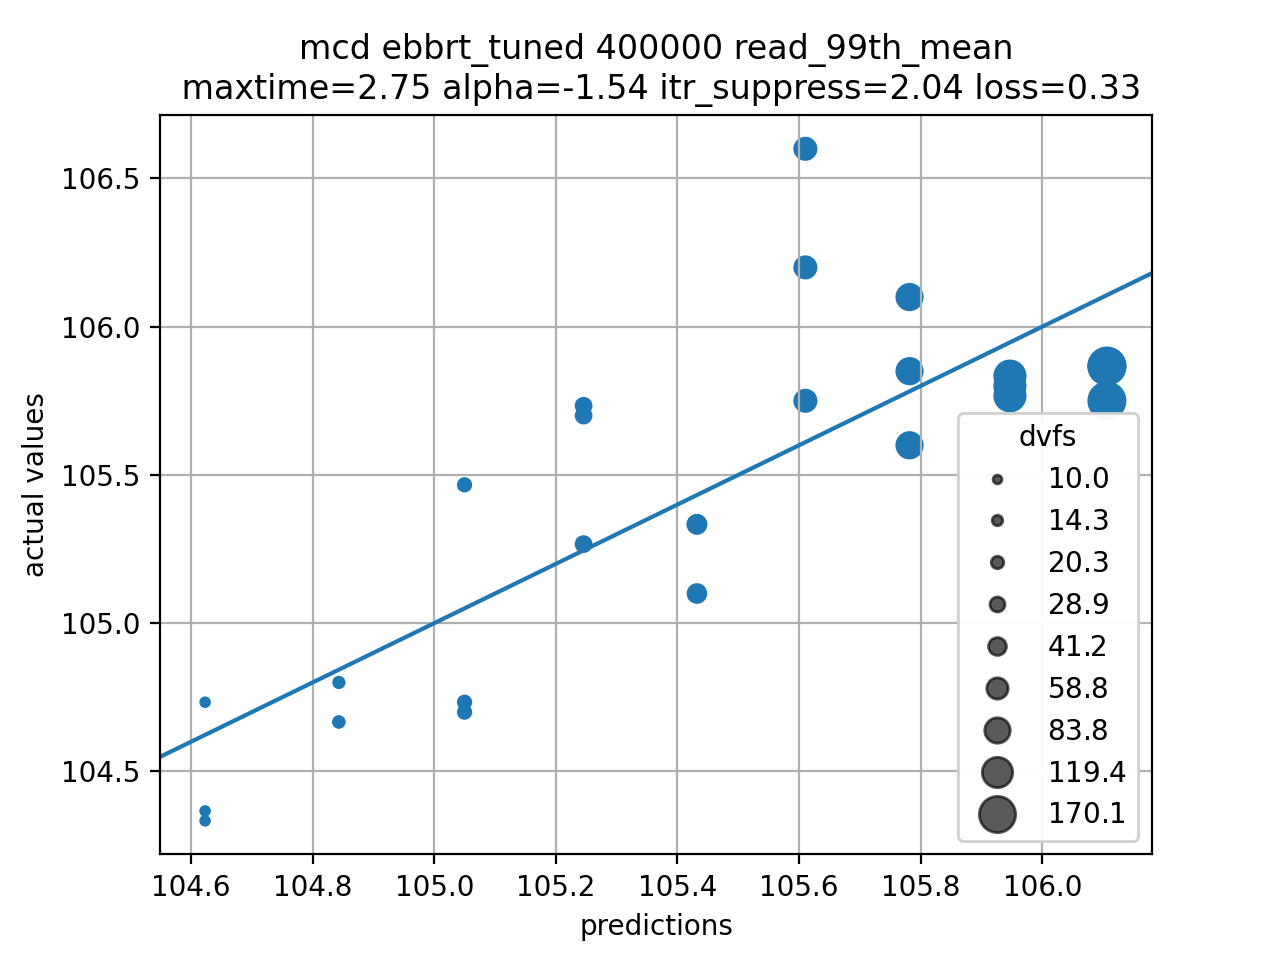 mcd ebbrt_tuned 400000 read_99th_mean
maxtime=2.75 alpha=-1.54 itr_suppress=2.04 loss=0.33
106.5
106.0
105.5
105.0
104.5
actual values
dvfs
10.0
14.3
20.3
28.9
41.2
58.8
83.8
119.4
170.1
104.6 104.8 105.0 105.2 105.4 105.6 105.8 106.0
predictions